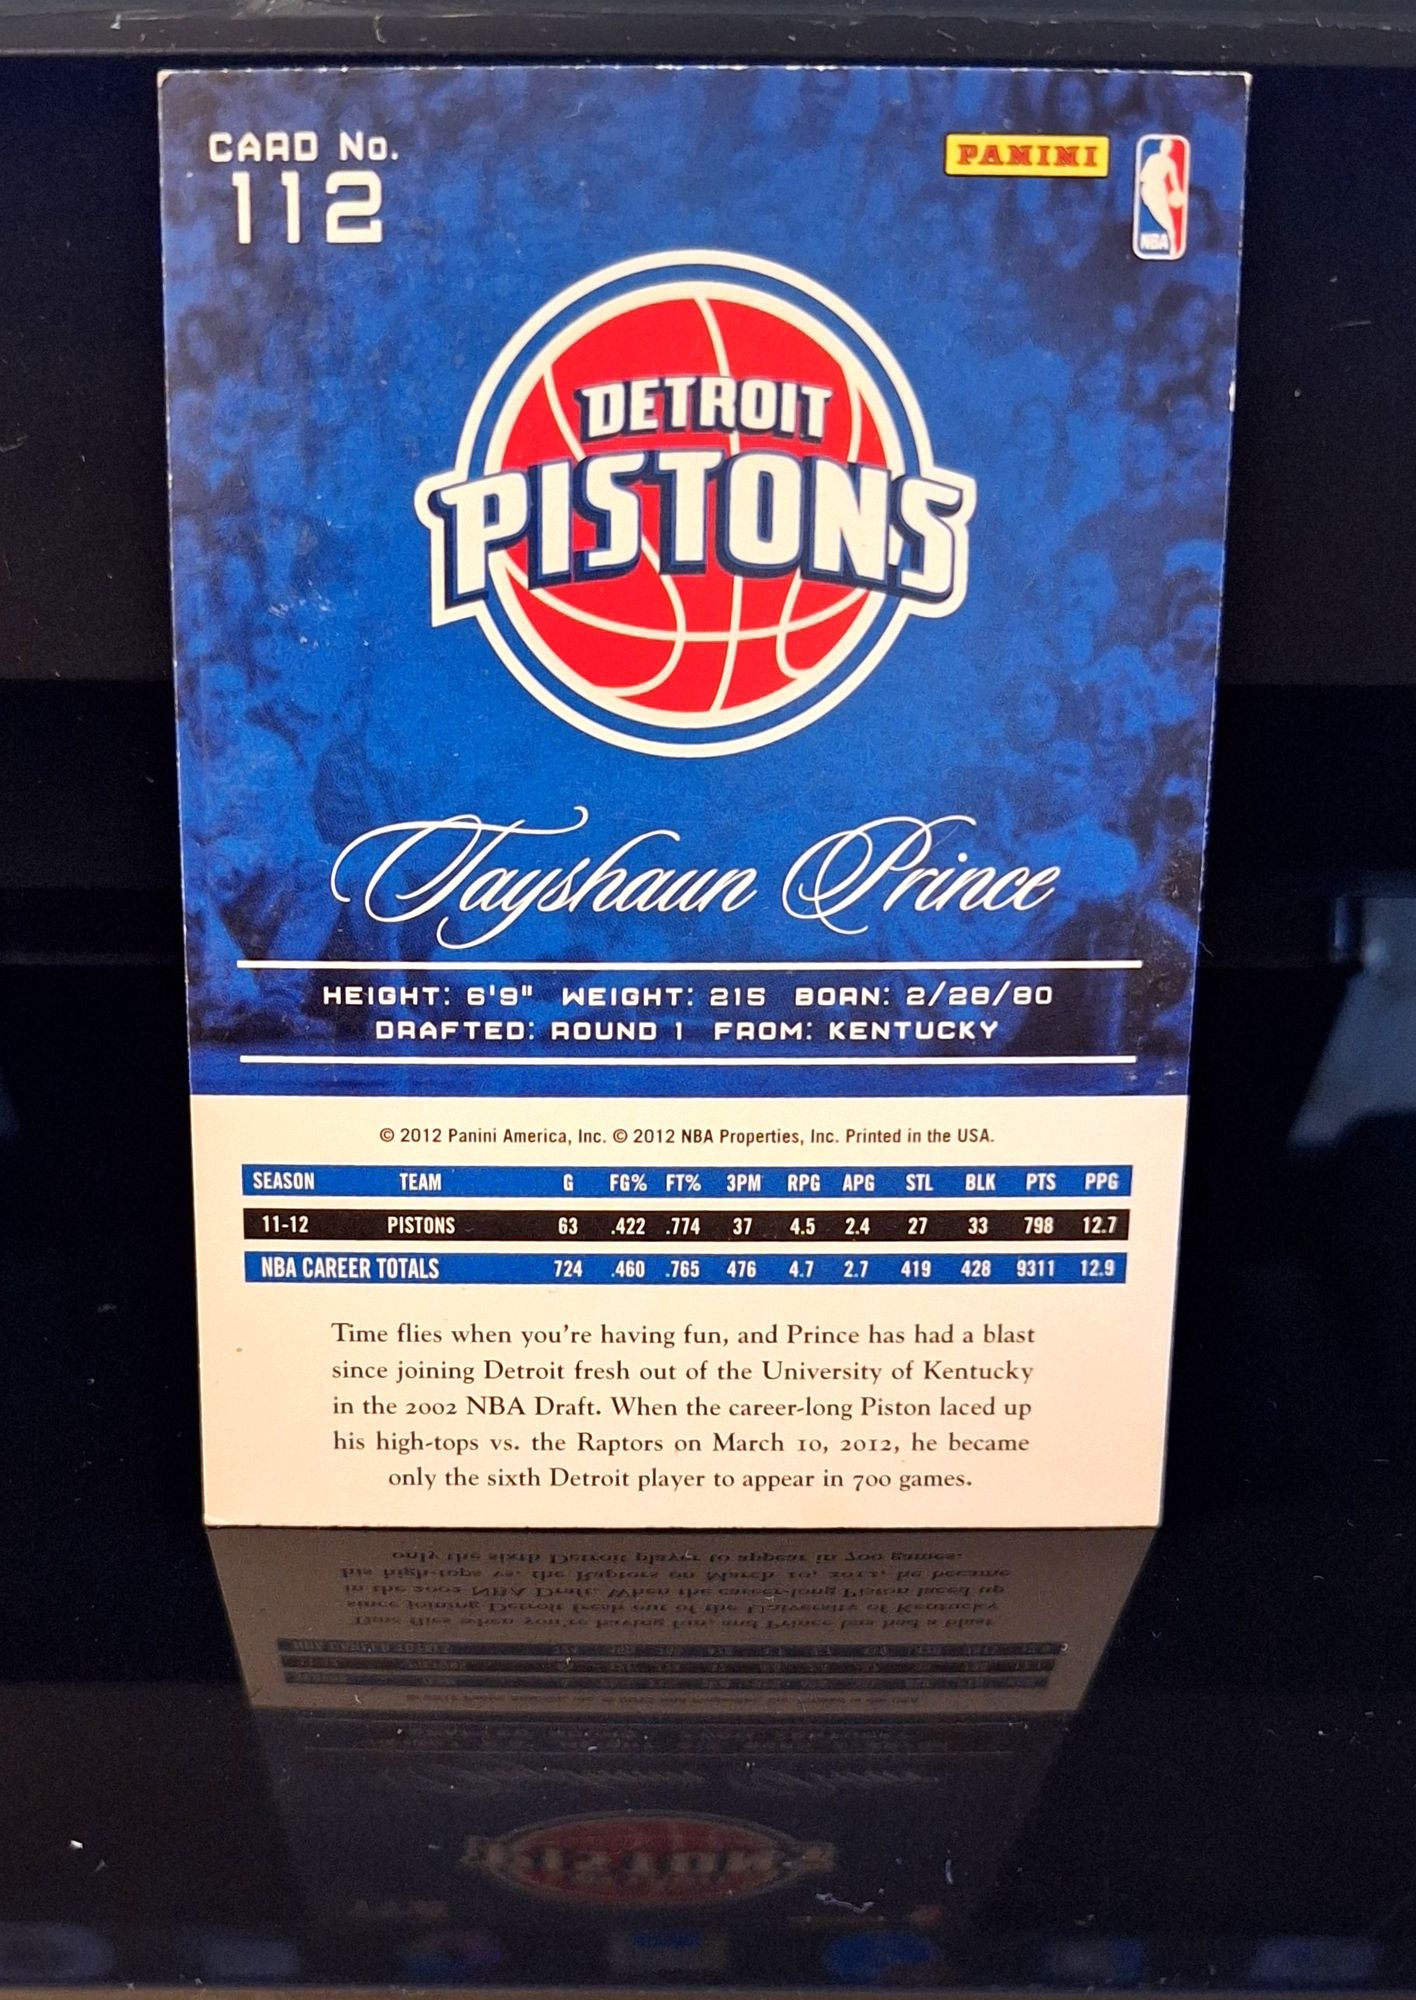 CARD No.
112
PANINI
NBA
DETROIT
PISTONS
Tayshaun Prince
HEIGHT: 6'9" WEIGHT: 215 BORN: 2/28/80
DRAFTED: ROUND 1 FROM: KENTUCKY
© 2012 Panini America, Inc. © 2012 NBA Properties, Inc. Printed in the USA.
SEASON TEAM G FG% FT% 3PM RPG APG STL BLK PTS PPG
11-12 PISTONS 63 .422 .774 37 4.5 2.4 27 33 798 12.7
NBA CAREER TOTALS 724 .460 .765 476 4.7 2.7 419 428 9311 12.9
Time flies when you're having fun, and Prince has had a blast
since joining Detroit fresh out of the University of Kentucky
in the 2002 NBA Draft. When the career-long Piston laced up
his high-tops vs. the Raptors on March 10, 2012, he became
only the sixth Detroit player to appear in 700 games.